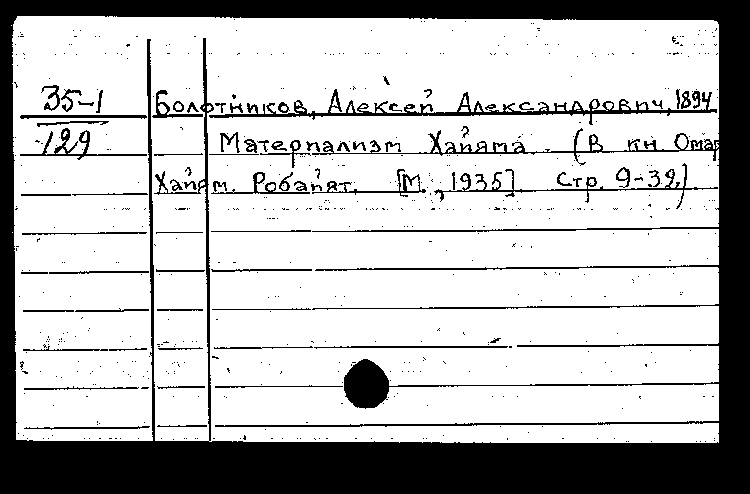 35-1
129
Болотников, Алексей Александрович, 1894
Материализм Хайяма. (В кн. Омар
Хайям. Робайят. [М., 1935]. Стр. 9-39.)